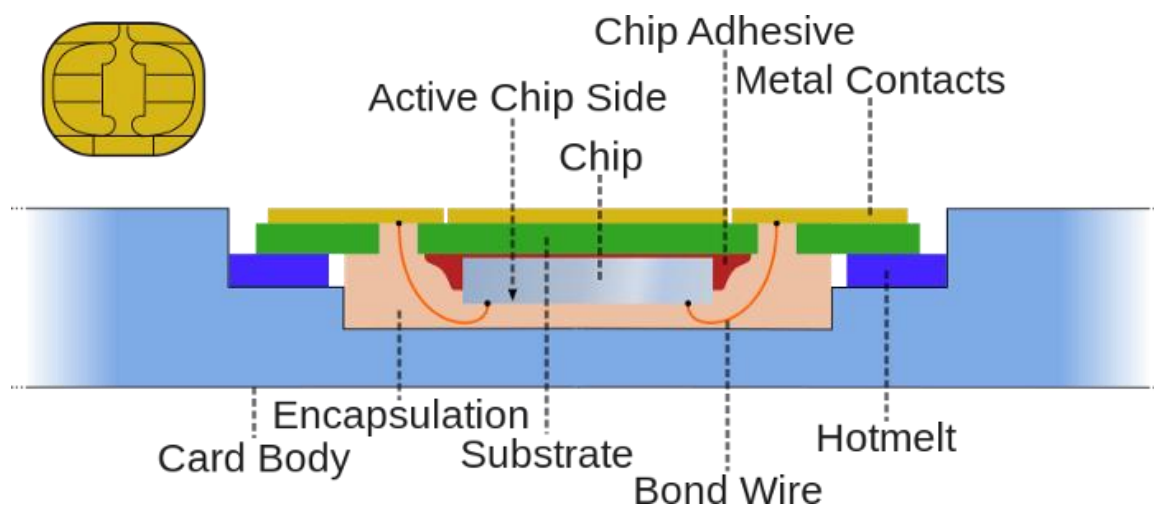 Chip Adhesive
Metal Contacts
Active Chip Side
Chip
Encapsulation
Card Body
Substrate
Hotmelt
Bond Wire